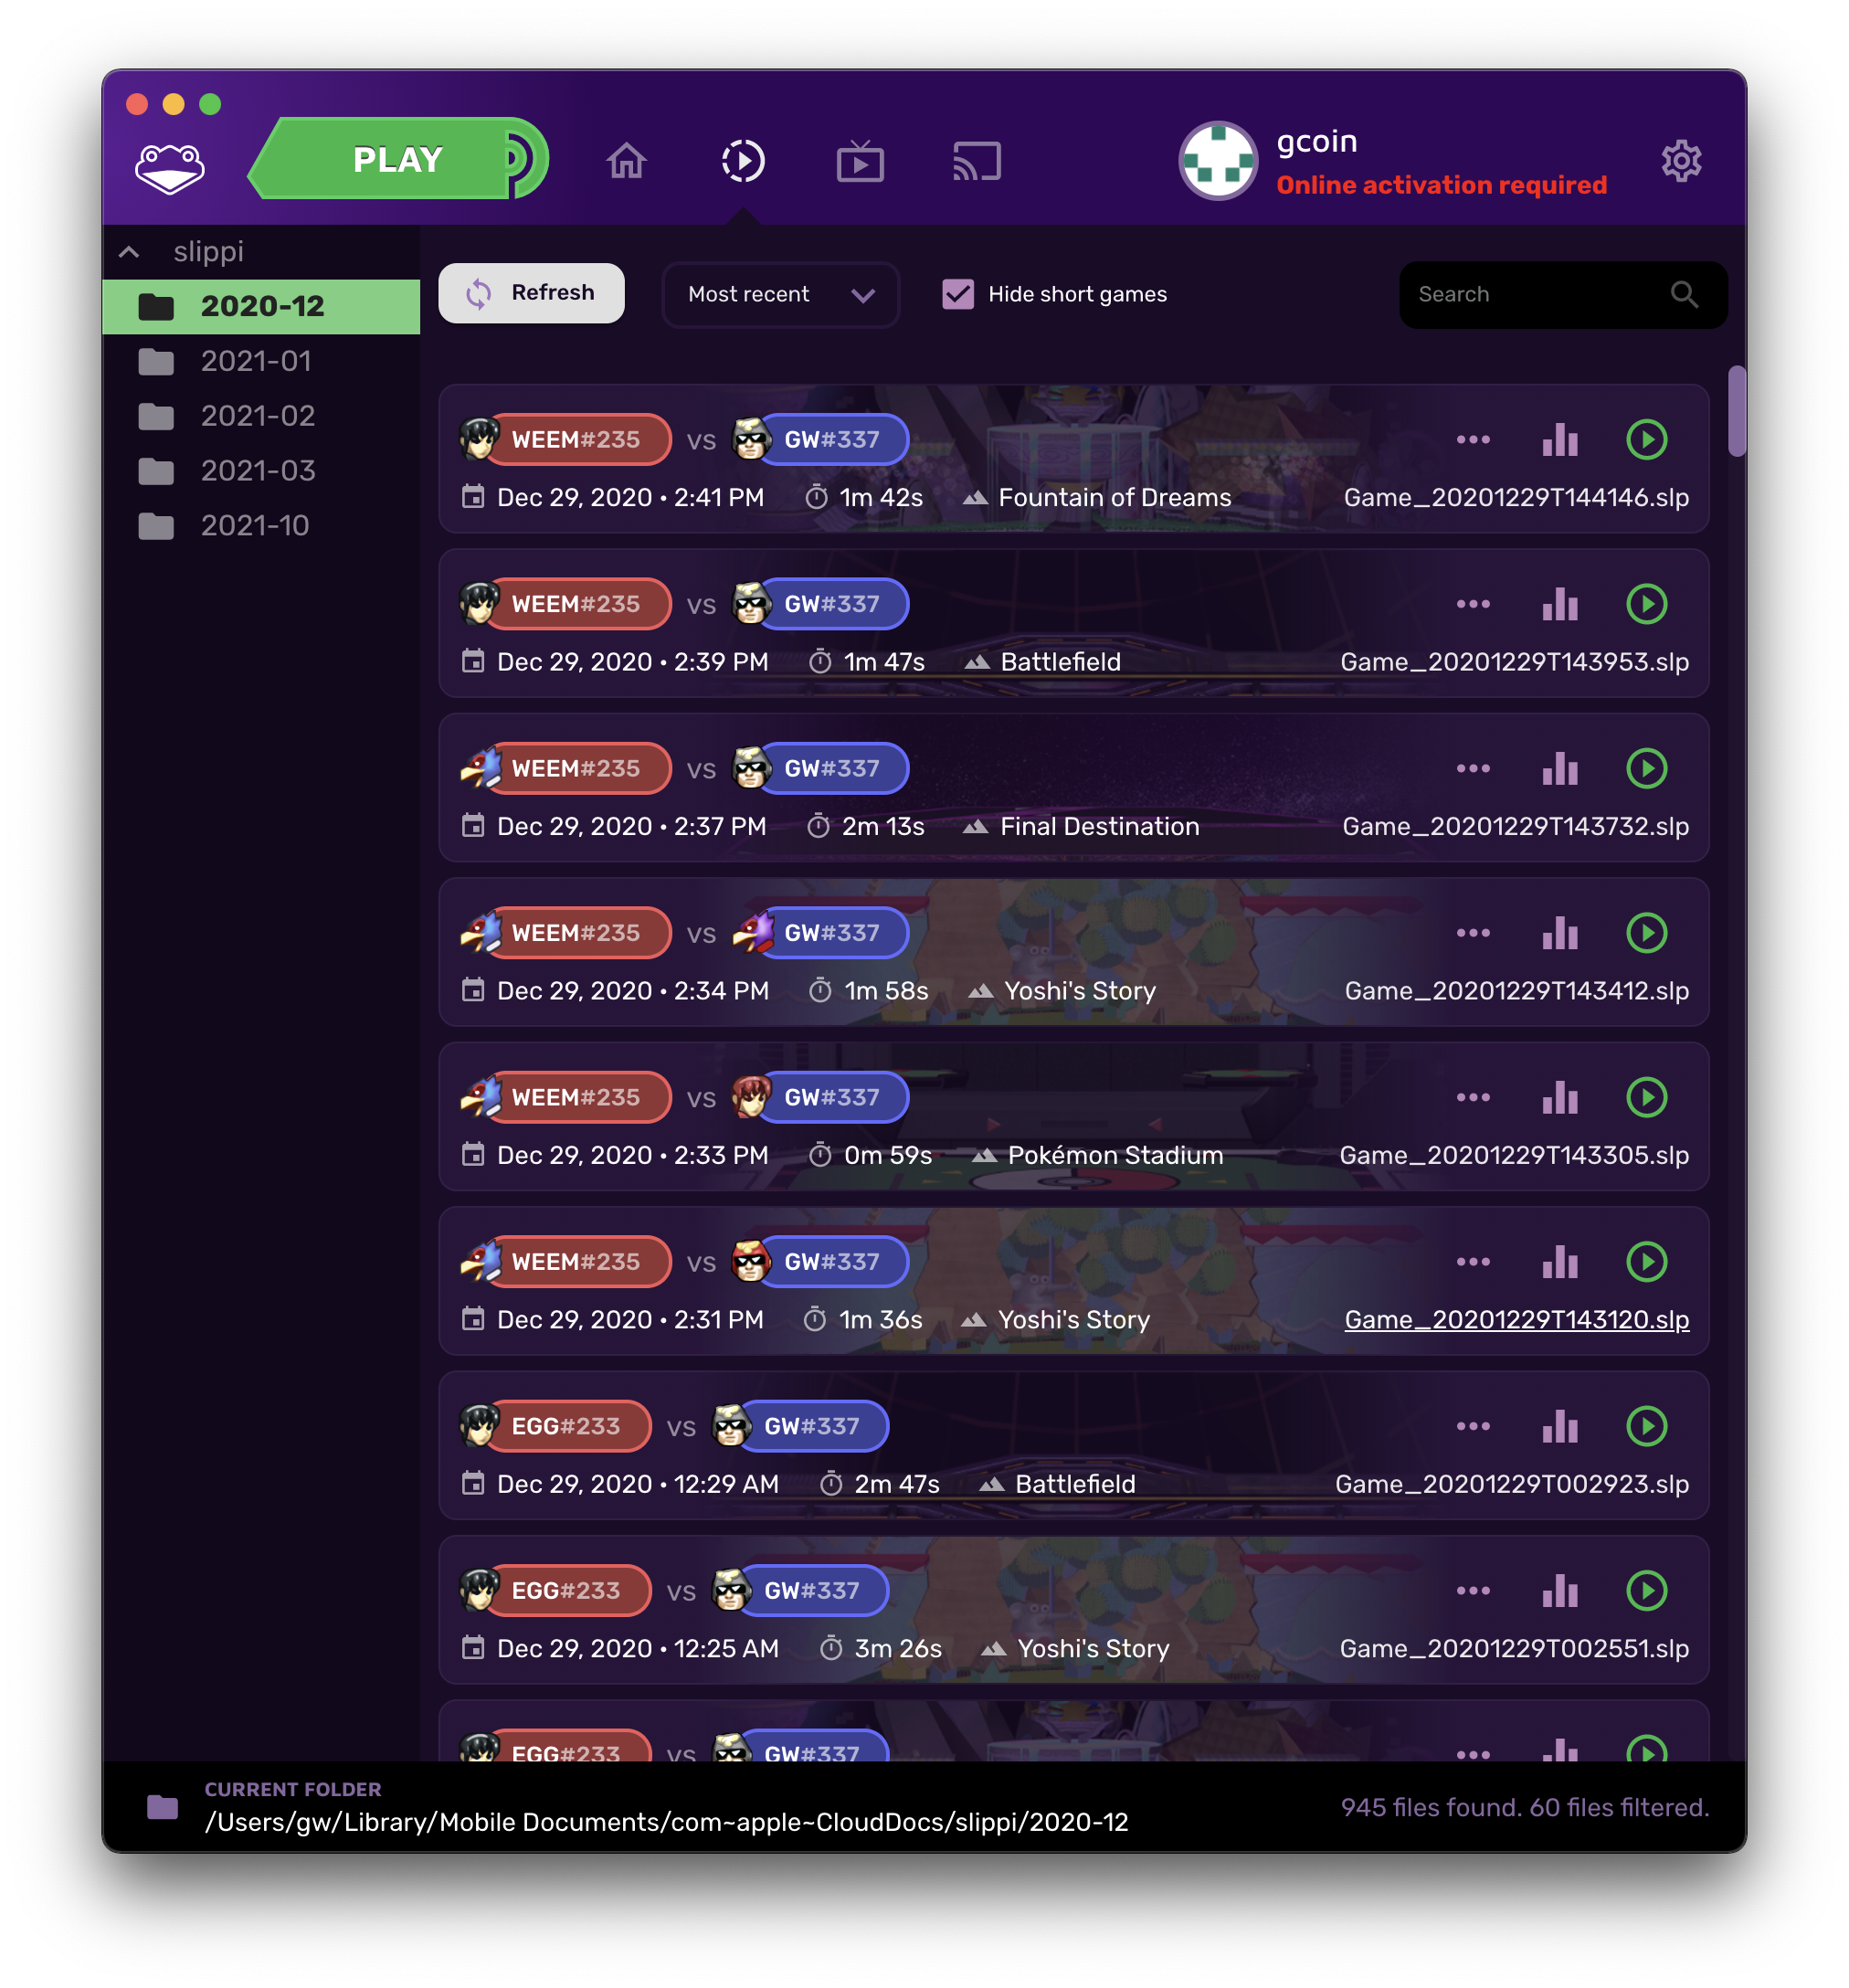 PLAY
gcoin
Online activation required
slippi
2020-12
2021-01
2021-02
2021-03
2021-10
Refresh
Most recent
Hide short games
Search
WEEM#235 vs GW#337
Dec 29, 2020 • 2:41 PM 1m 42s Fountain of Dreams Game_20201229T144146.slp
WEEM#235 vs GW#337
Dec 29, 2020 • 2:39 PM 1m 47s Battlefield Game_20201229T143953.slp
WEEM#235 vs GW#337
Dec 29, 2020 • 2:37 PM 2m 13s Final Destination Game_20201229T143732.slp
WEEM#235 vs GW#337
Dec 29, 2020 • 2:34 PM 1m 58s Yoshi's Story Game_20201229T143412.slp
WEEM#235 vs GW#337
Dec 29, 2020 • 2:33 PM 0m 59s Pokémon Stadium Game_20201229T143305.slp
WEEM#235 vs GW#337
Dec 29, 2020 • 2:31 PM 1m 36s Yoshi's Story Game_20201229T143120.slp
EGG#233 vs GW#337
Dec 29, 2020 • 12:29 AM 2m 47s Battlefield Game_20201229T002923.slp
EGG#233 vs GW#337
Dec 29, 2020 • 12:25 AM 3m 26s Yoshi's Story Game_20201229T002551.slp
EGG#233 vs GW#337
CURRENT FOLDER
/Users/gw/Library/Mobile Documents/com~apple~CloudDocs/slippi/2020-12
945 files found. 60 files filtered.